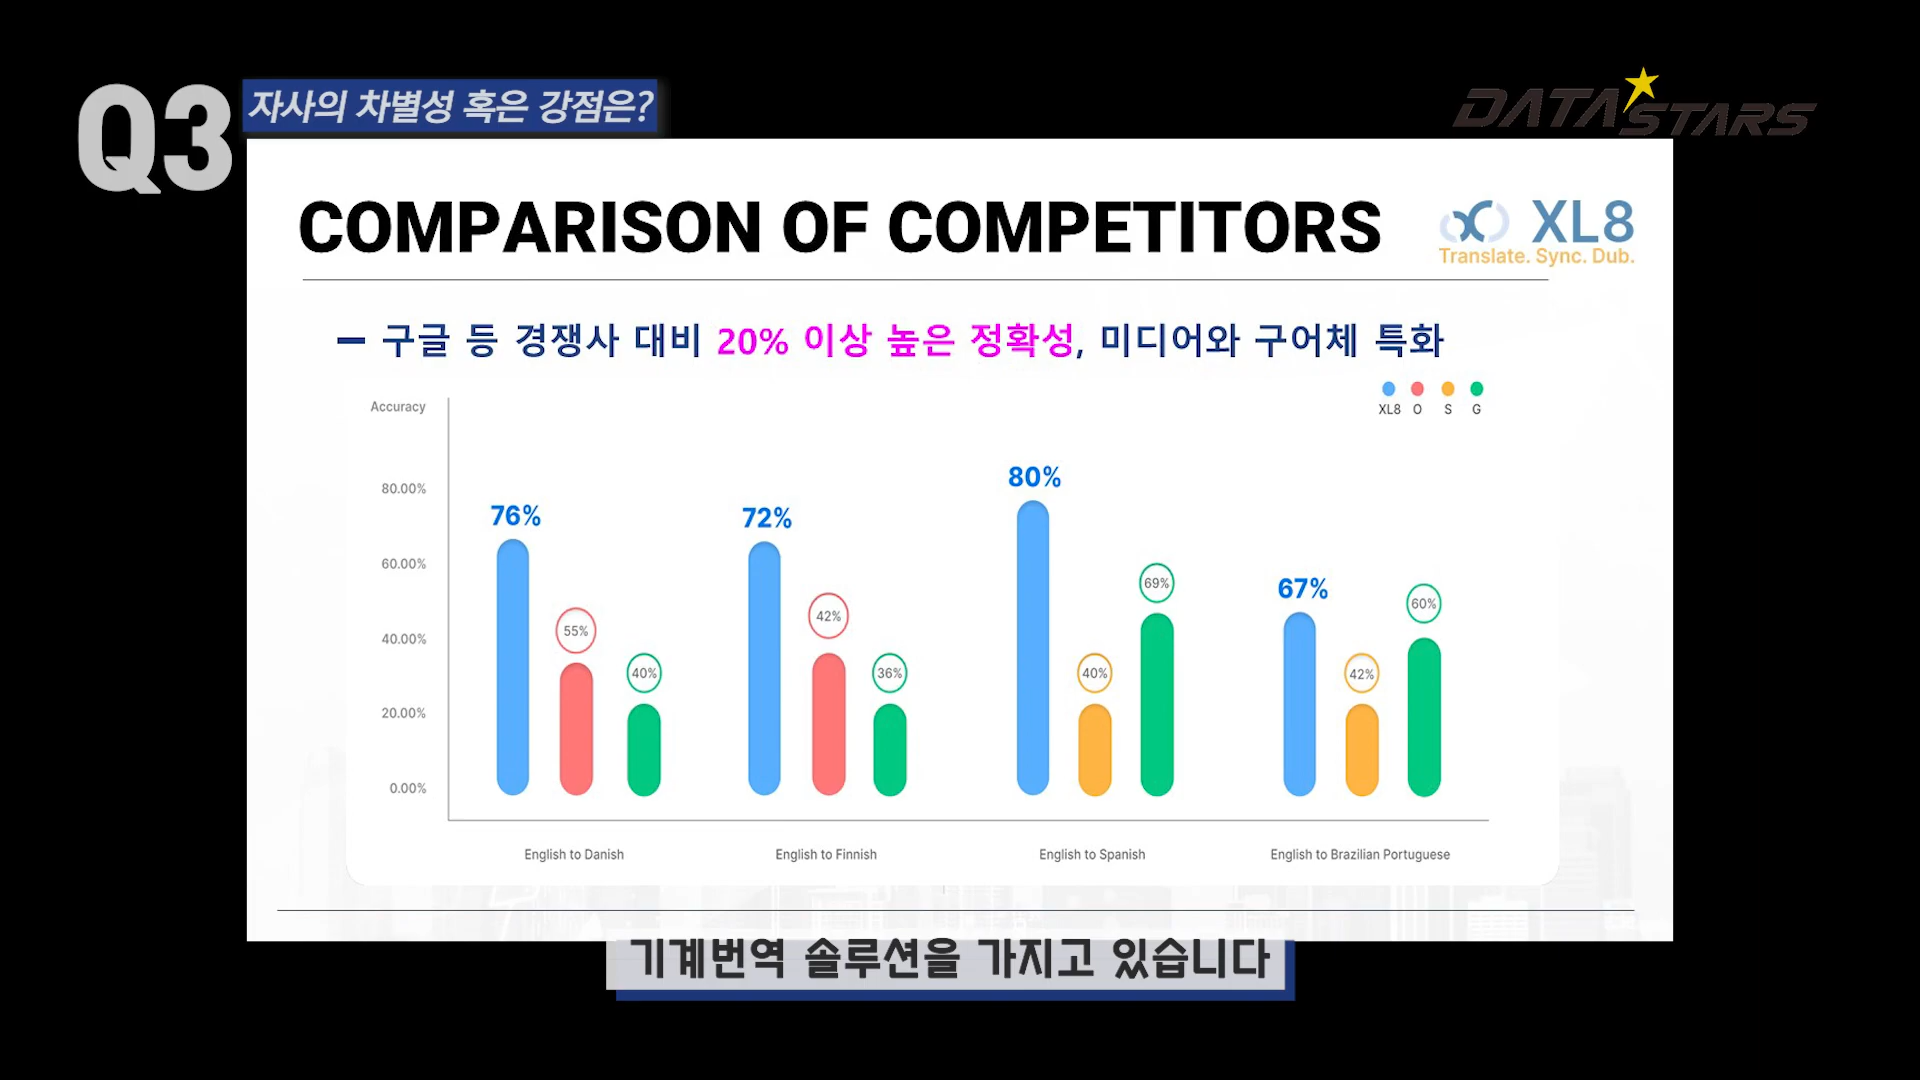 Q3
자사의 차별성 혹은 강점은?
DATA STARS
COMPARISON OF COMPETITORS
XL8
Translate. Sync. Dub.
– 구글 등 경쟁사 대비 20% 이상 높은 정확성, 미디어와 구어체 특화
XL8 O S G
Accuracy
80.00%
60.00%
40.00%
20.00%
0.00%
76%
55%
40%
72%
42%
36%
80%
40%
69%
67%
42%
60%
English to Danish
English to Finnish
English to Spanish
English to Brazilian Portuguese
기계번역 솔루션을 가지고 있습니다